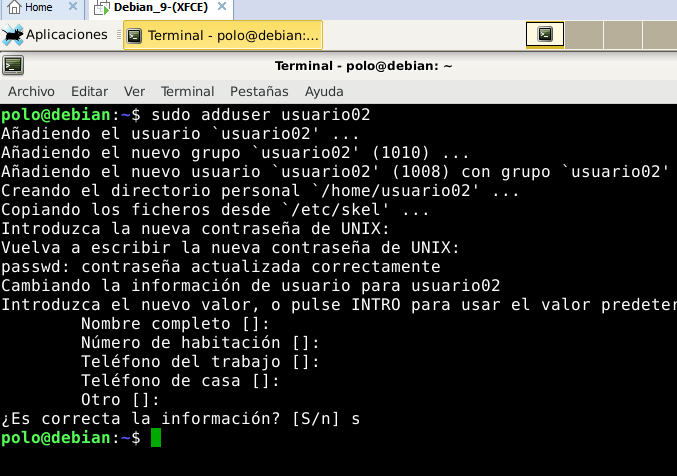 Home
Debian_9-(XFCE)
Aplicaciones
Terminal - polo@debian:...
Terminal - polo@debian: ~
Archivo Editar Ver Terminal Pestañas Ayuda
polo@debian:~$ sudo adduser usuario02
Añadiendo el usuario `usuario02' ...
Añadiendo el nuevo grupo `usuario02' (1010) ...
Añadiendo el nuevo usuario `usuario02' (1008) con grupo `usuario02'
Creando el directorio personal `/home/usuario02' ...
Copiando los ficheros desde `/etc/skel' ...
Introduzca la nueva contraseña de UNIX:
Vuelva a escribir la nueva contraseña de UNIX:
passwd: contraseña actualizada correctamente
Cambiando la información de usuario para usuario02
Introduzca el nuevo valor, o pulse INTRO para usar el valor predeter
Nombre completo []:
Número de habitación []:
Teléfono del trabajo []:
Teléfono de casa []:
Otro []:
¿Es correcta la información? [S/n] s
polo@debian:~$